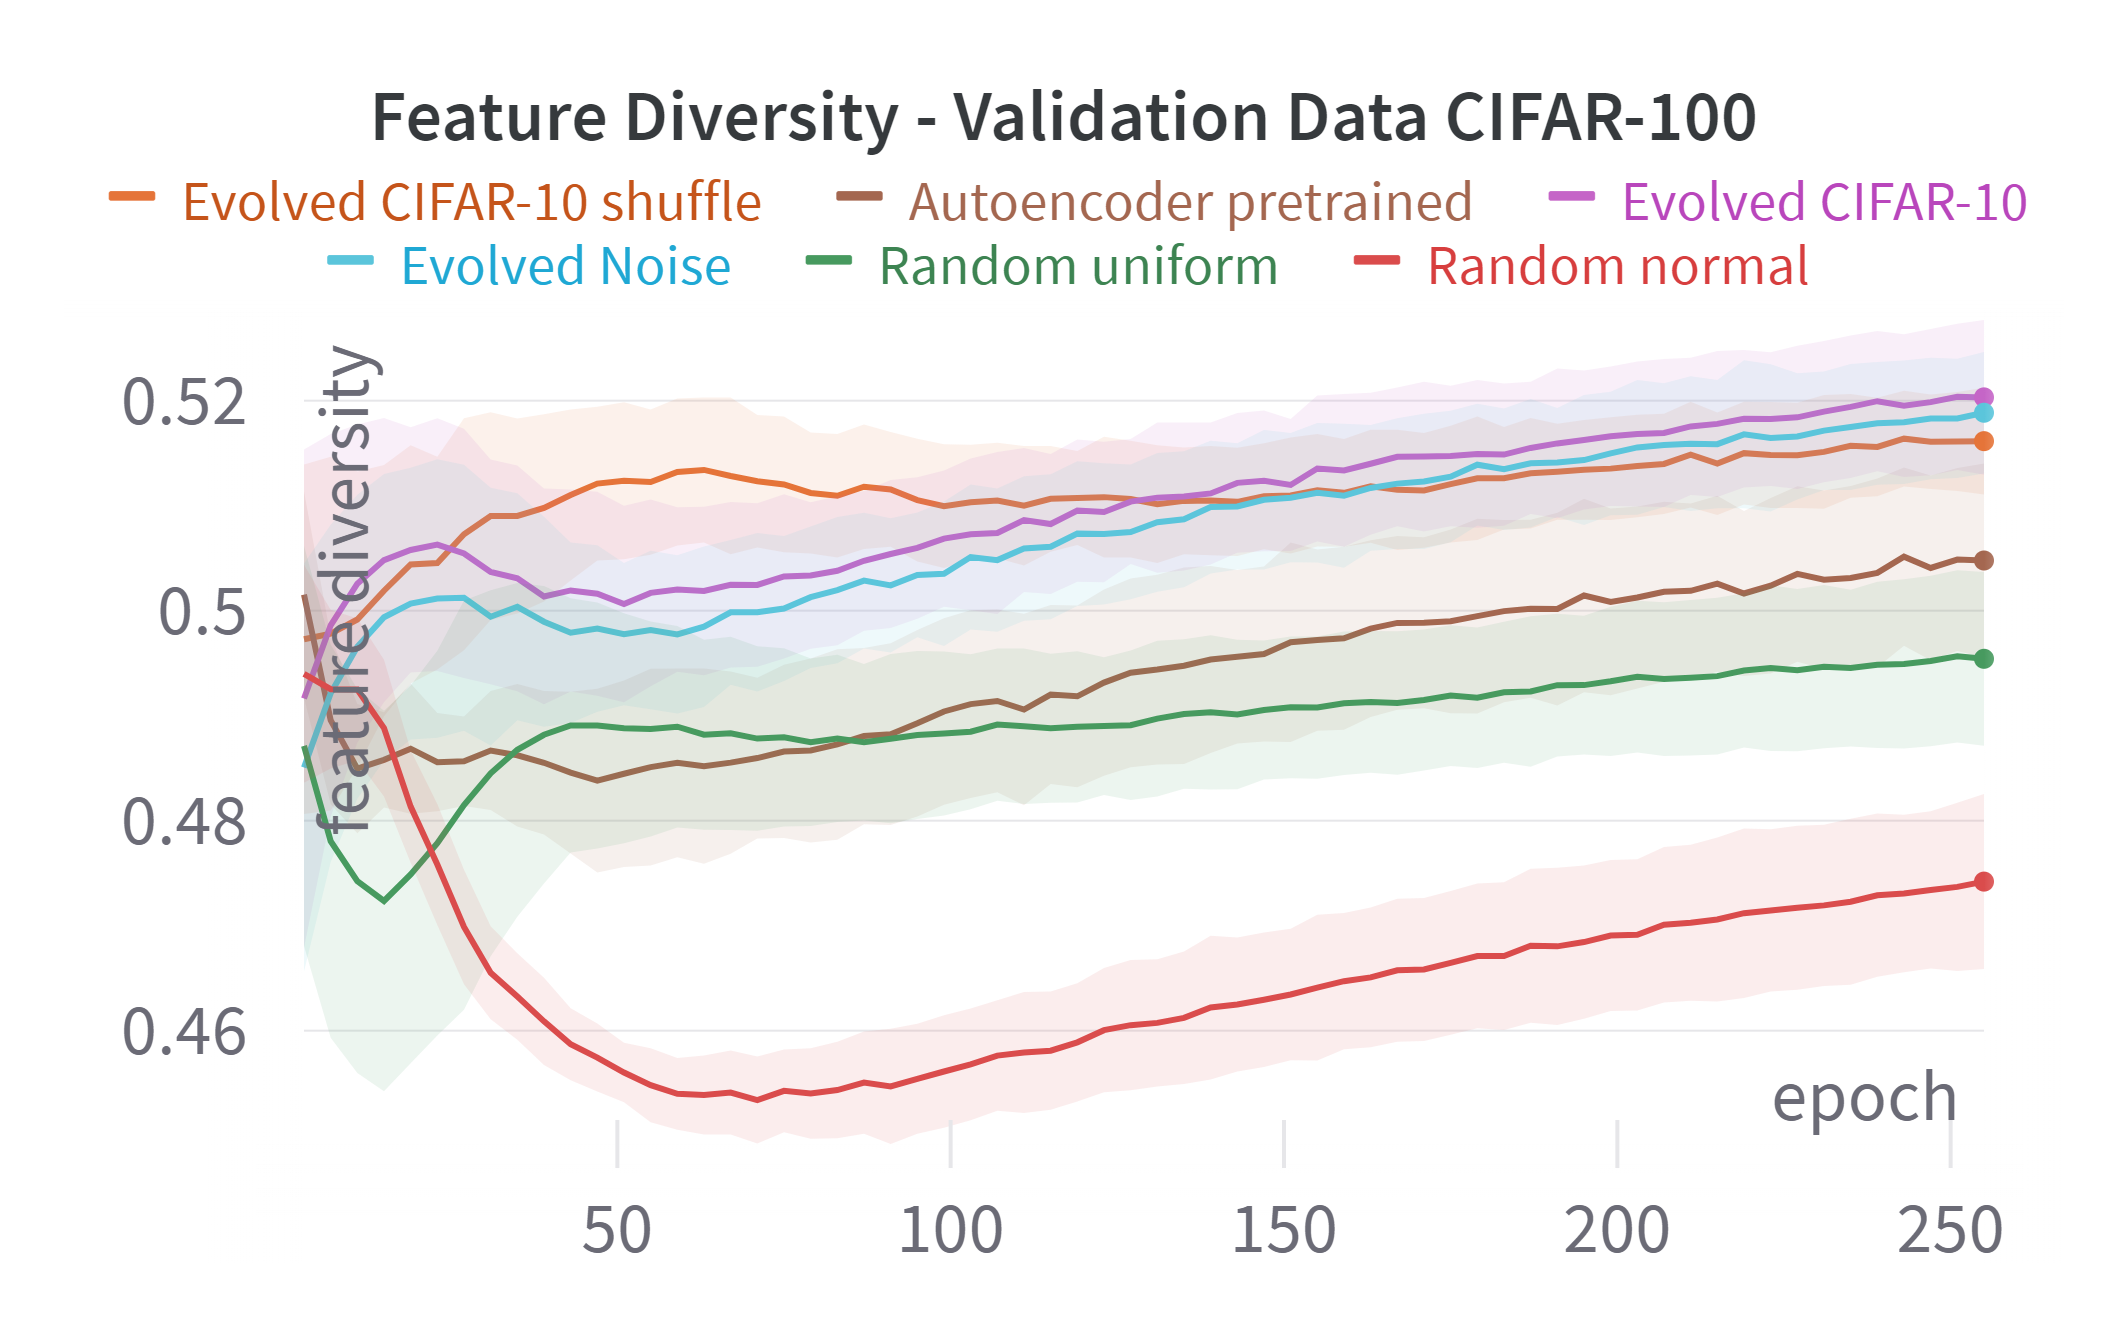 Feature Diversity - Validation Data CIFAR-100
Evolved CIFAR-10 shuffle Autoencoder pretrained Evolved CIFAR-10
Evolved Noise Random uniform Random normal
feature diversity
0.52
0.5
0.48
0.46
epoch
50 100 150 200 250